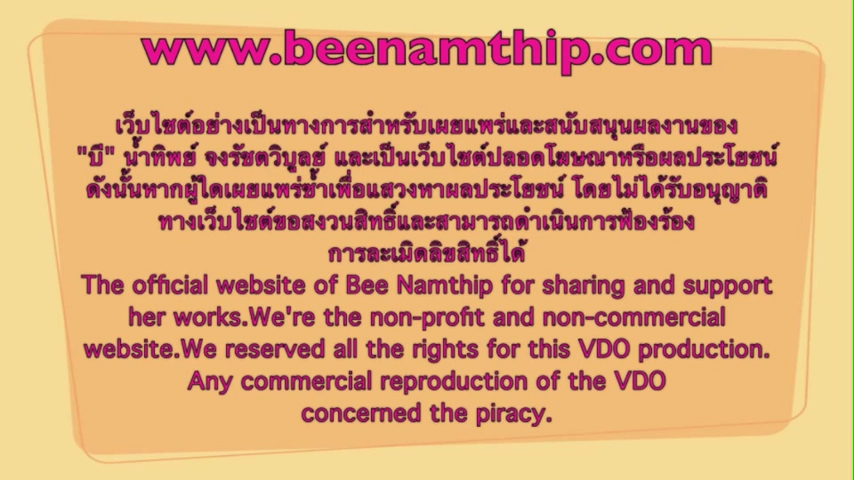 www.beenamthip.com
เว็บไซต์อย่างเป็นทางการสำหรับเผยแพร่และสนับสนุนผลงานของ
"บี" น้ำทิพย์ จงรัชตวิบูลย์ และเป็นเว็บไซต์ปลอดโฆษณาหรือผลประโยชน์
ดังนั้นหากผู้ใดเผยแพร่ซ้ำเพื่อแสวงหาผลประโยชน์ โดยไม่ได้รับอนุญาติ
ทางเว็บไซต์ขอสงวนสิทธิ์และสามารถดำเนินการฟ้องร้อง
การละเมิดลิขสิทธิ์ได้
The official website of Bee Namthip for sharing and support
her works.We're the non-profit and non-commercial
website.We reserved all the rights for this VDO production.
Any commercial reproduction of the VDO
concerned the piracy.